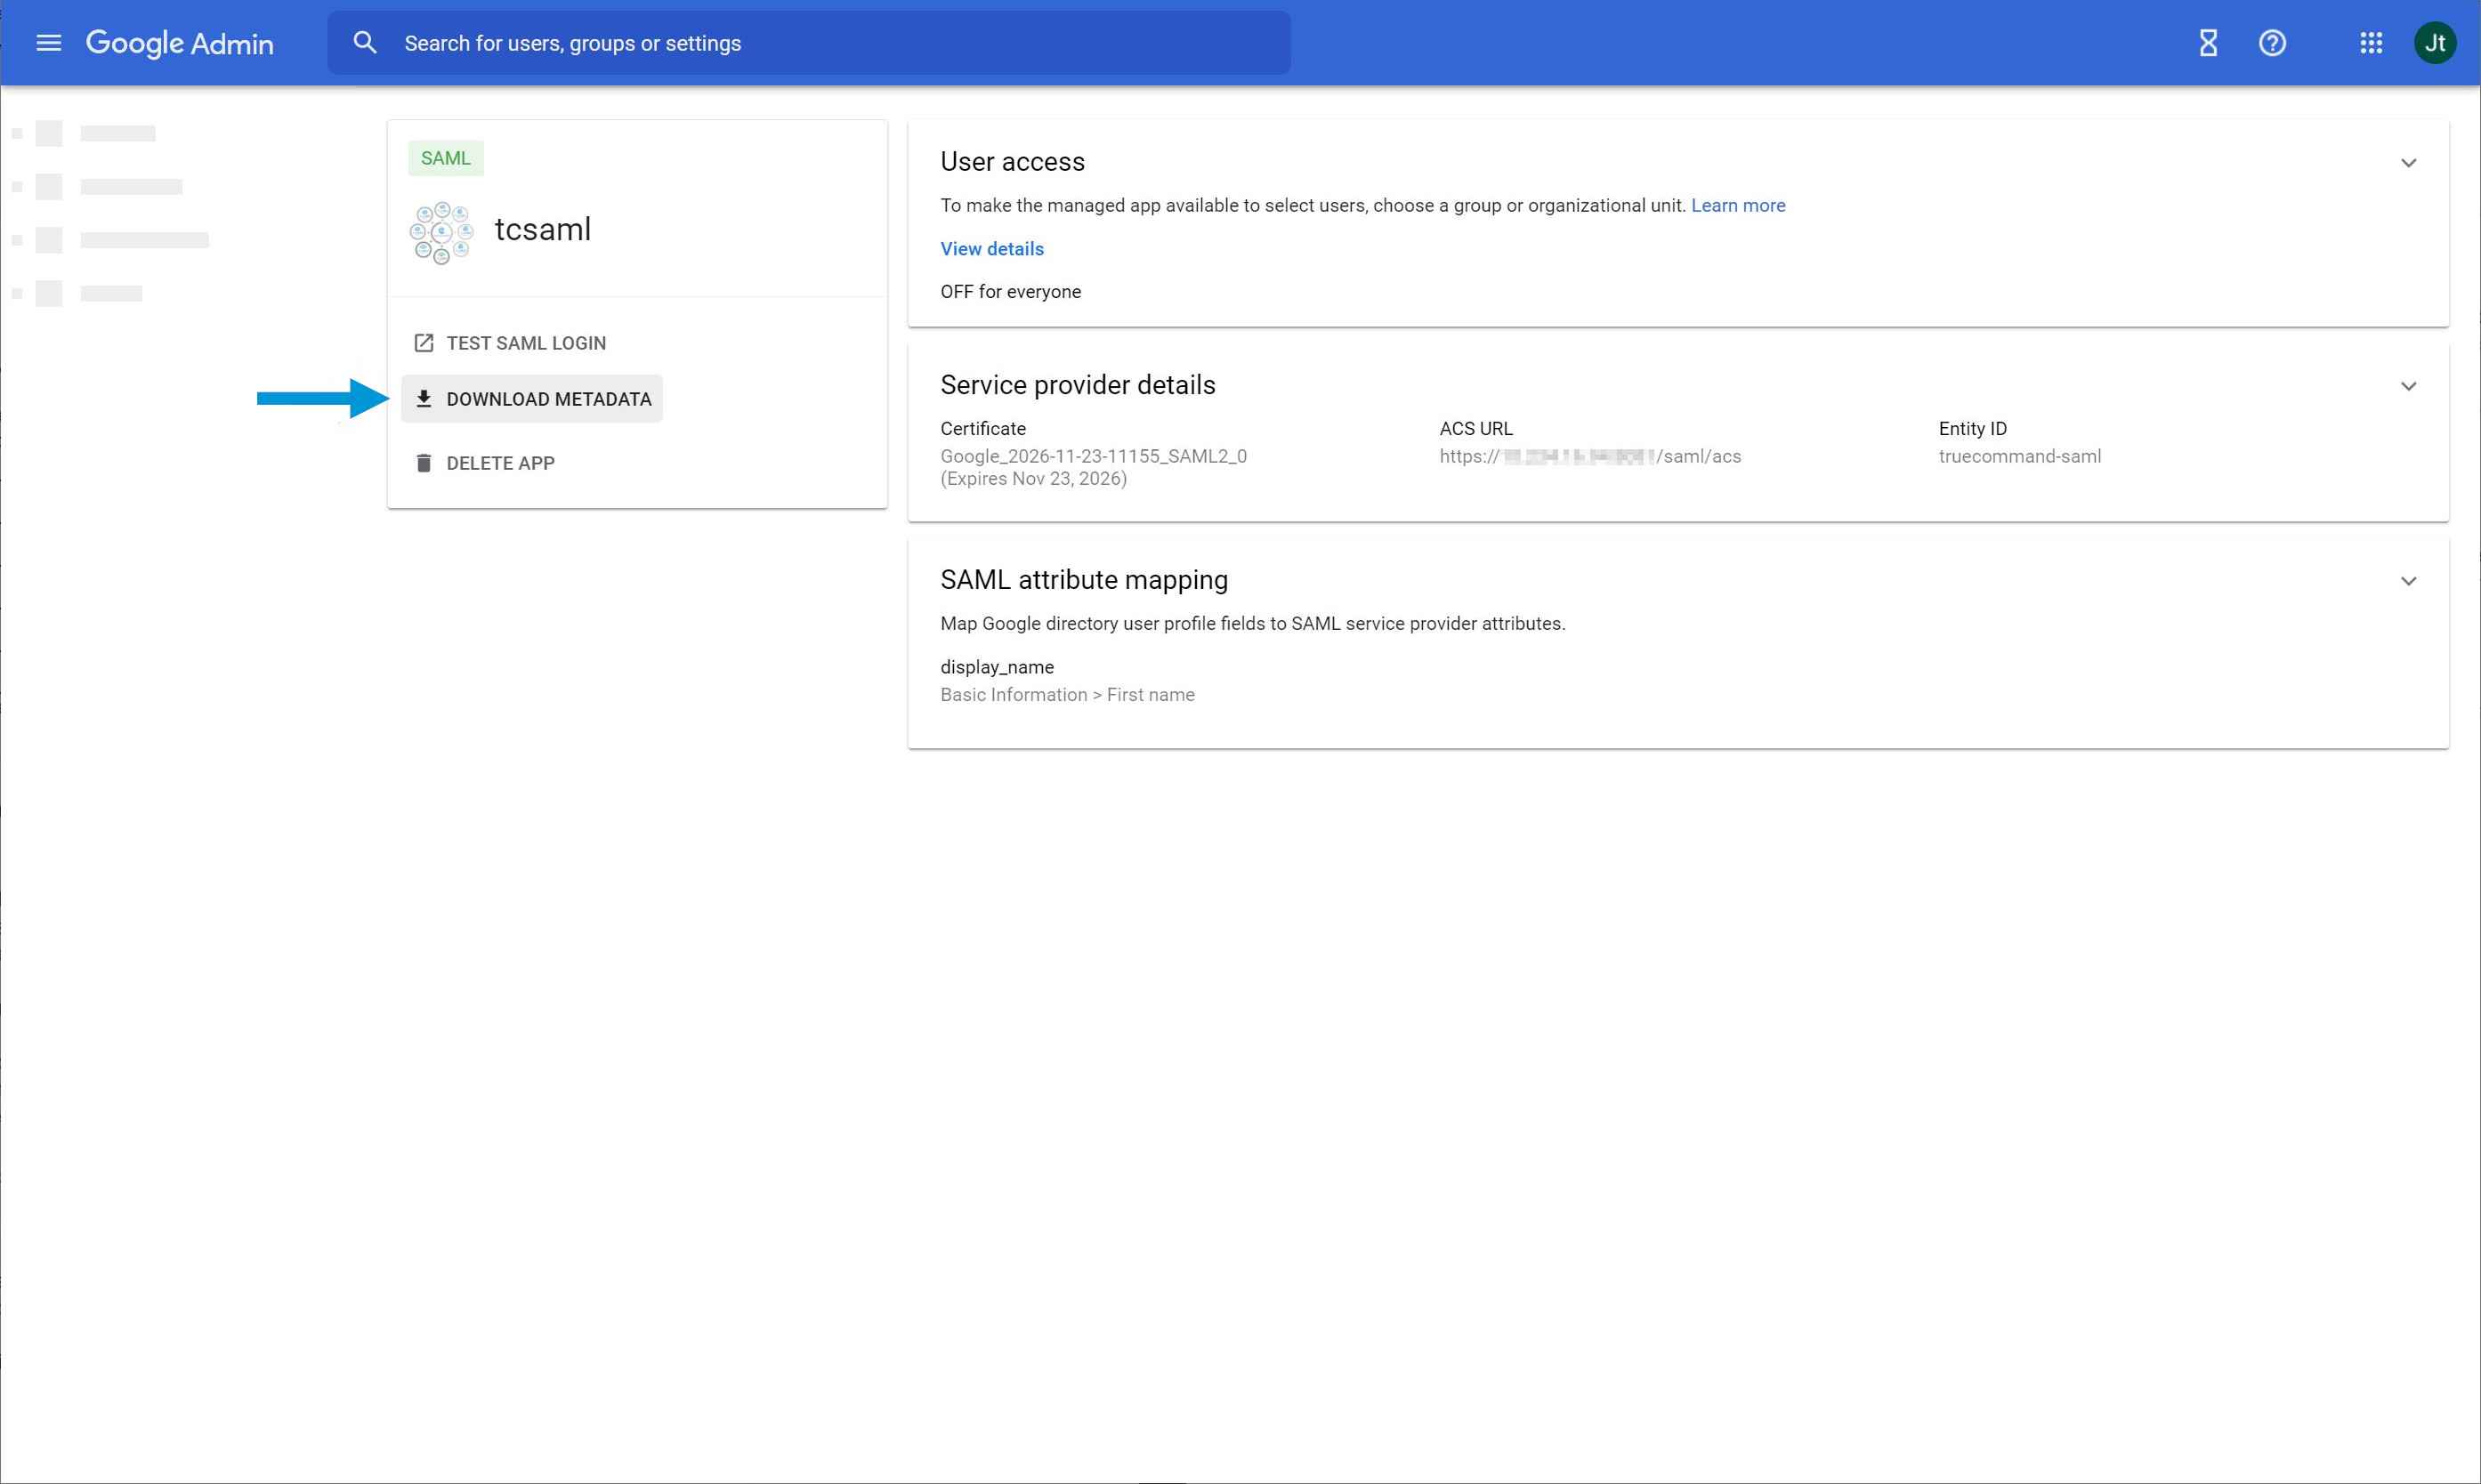 Google Admin
Search for users, groups or settings
Jt
SAML
tcsaml
TEST SAML LOGIN
DOWNLOAD METADATA
DELETE APP
User access
To make the managed app available to select users, choose a group or organizational unit. Learn more
View details
OFF for everyone
Service provider details
Certificate
Google_2026-11-23-11155_SAML2_0
(Expires Nov 23, 2026)
ACS URL
https:// /saml/acs
Entity ID
truecommand-saml
SAML attribute mapping
Map Google directory user profile fields to SAML service provider attributes.
display_name
Basic Information > First name